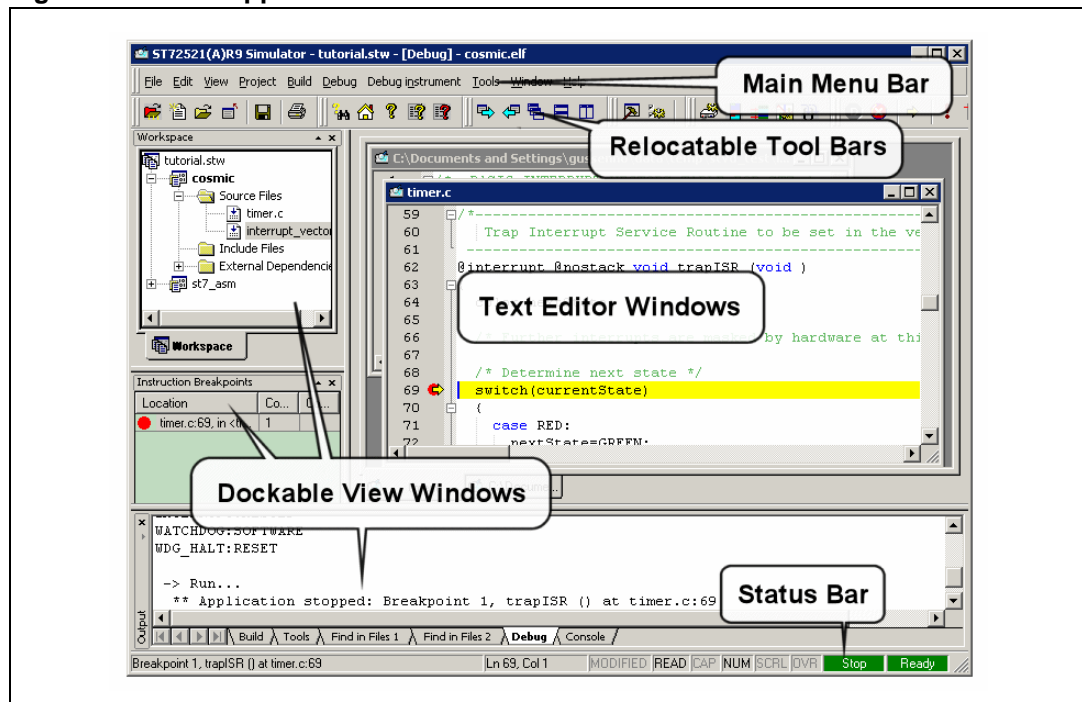 ST72521(A)R9 Simulator - tutorial.stw - [Debug] - cosmic.elf
File Edit View Project Build Debug Debug instrument Tools Window Help
Main Menu Bar
Relocatable Tool Bars
Workspace
tutorial.stw
cosmic
Source Files
timer.c
interrupt_vector
Include Files
External Dependencie
st7_asm
Workspace
C:\Documents and Settings\gus
timer.c
59 /*-----------------------------------------------
60 Trap Interrupt Service Routine to be set in the ve
61 -----------------------------------------------
62 @interrupt @nostack void trapISR (void )
63
64
65
66 by hardware at thi
67
68 /* Determine next state */
69 switch(currentState)
70 {
71 case RED:
72 nextState=GREEN;
Text Editor Windows
Instruction Breakpoints
Location Co...
timer.c:69, in <ti 1
Dockable View Windows
WATCHDOG:SOFTWARE
WDG_HALT:RESET
-> Run...
** Application stopped: Breakpoint 1, trapISR () at timer.c:69
Status Bar
Output
Build Tools Find in Files 1 Find in Files 2 Debug Console
Breakpoint 1, trapISR () at timer.c:69 Ln 69, Col 1 MODIFIED READ CAP NUM SCRL OVR Stop Ready